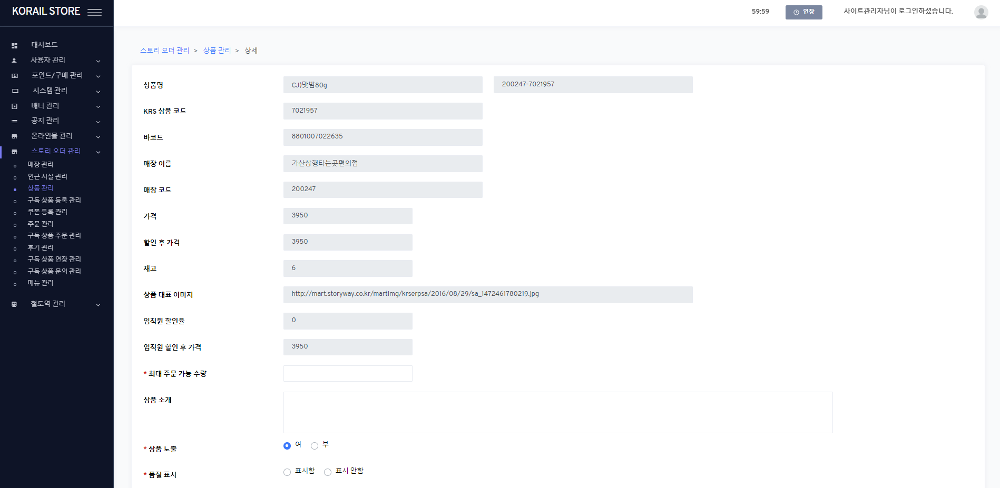 KORAIL STORE
59:59
연장
사이트관리자님이 로그인하셨습니다.
대시보드
사용자 관리
포인트/구매 관리
시스템 관리
배너 관리
공지 관리
온라인몰 관리
스토리 오더 관리
매장 관리
인근 시설 관리
상품 관리
구독 상품 등록 관리
쿠폰 등록 관리
주문 관리
구독 상품 주문 관리
후기 관리
구독 상품 연장 관리
구독 상품 문의 관리
메뉴 관리
철도역 관리
스토리 오더 관리 > 상품 관리 > 상세
상품명 CJ)맛밤80g 200247-7021957
KRS 상품 코드 7021957
바코드 8801007022635
매장 이름 가산상행타는곳편의점
매장 코드 200247
가격 3950
할인 후 가격 3950
재고 6
상품 대표 이미지 http://mart.storyway.co.kr/martImg/krserpsa/2016/08/29/sa_1472461780219.jpg
임직원 할인율 0
임직원 할인 후 가격 3950
* 최대 주문 가능 수량
상품 소개
* 상품 노출 여 부
* 품절 표시 표시함 표시 안함